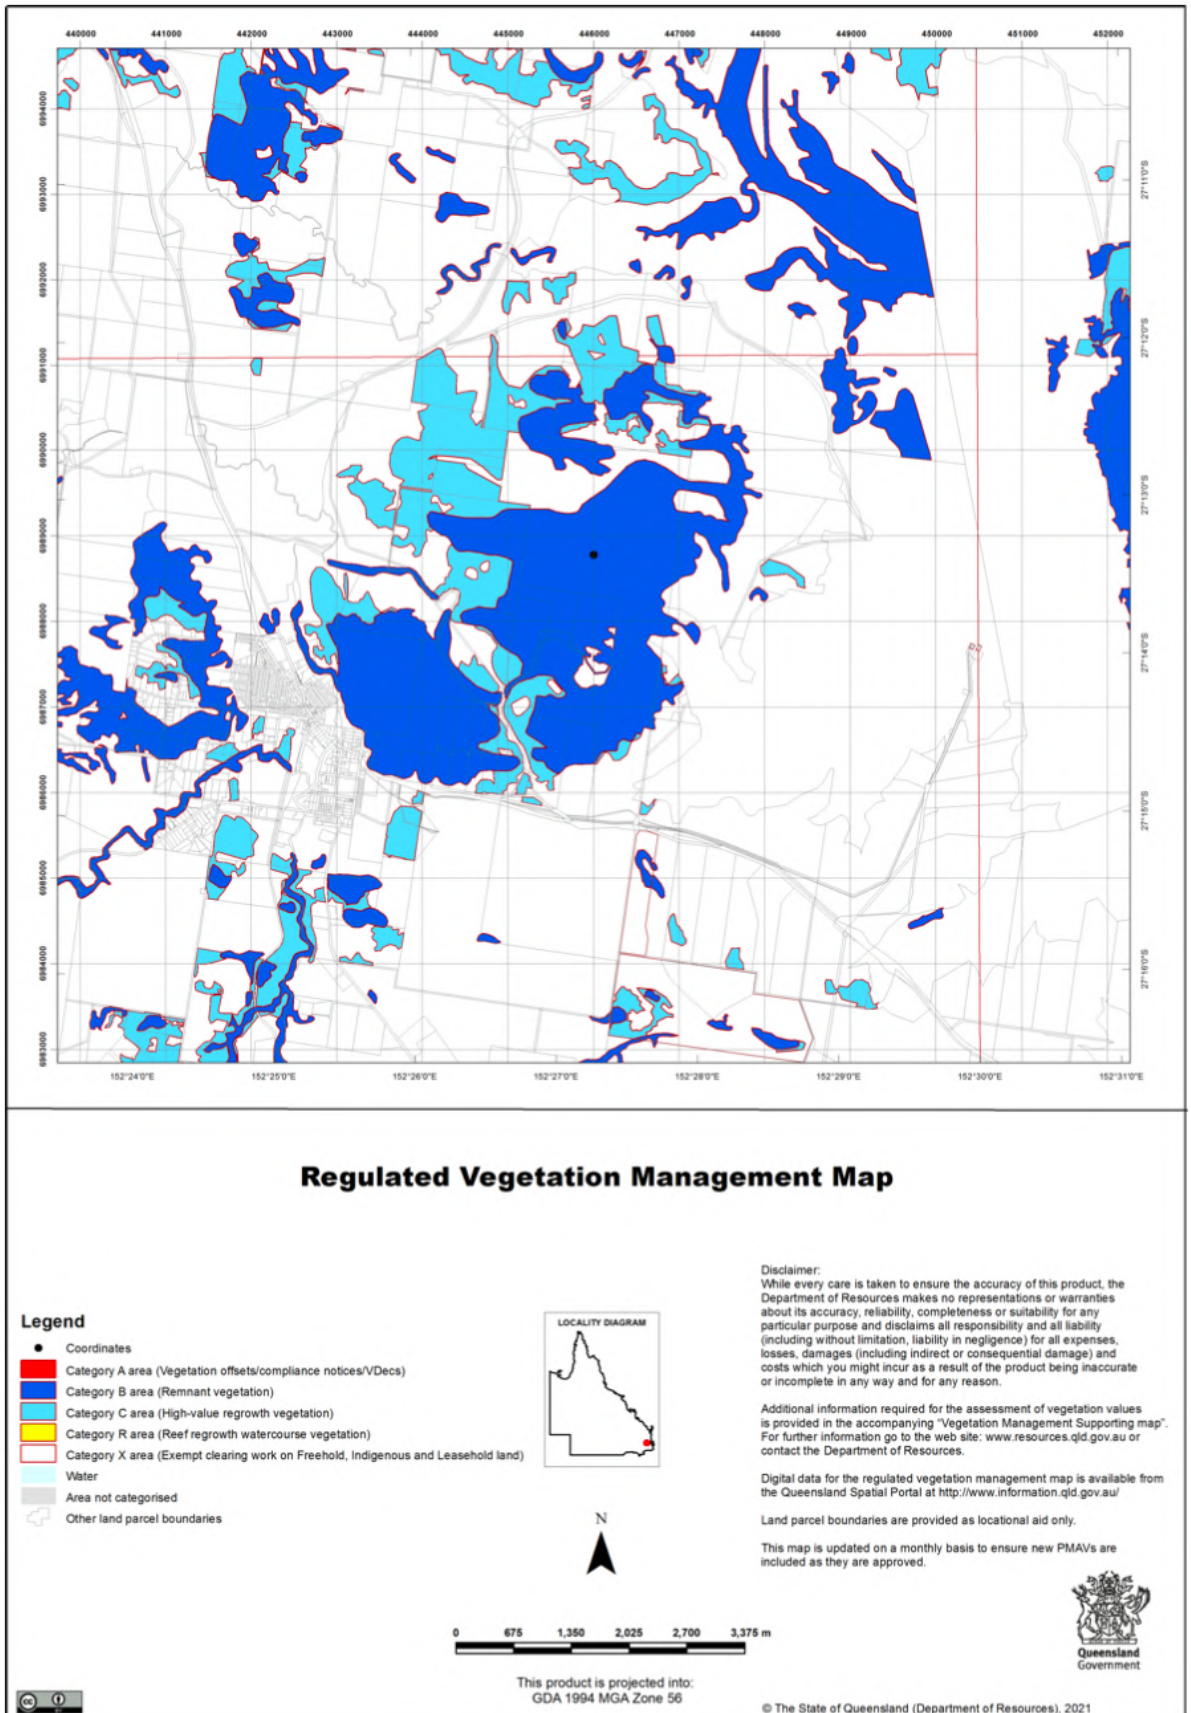 440000 441000 442000 443000 444000 445000 446000 447000 448000 449000 450000 451000 452000
6994000
6993000
6992000
6991000
6990000
6989000
6988000
6987000
6986000
6985000
6984000
6983000
27°11'0"S
27°12'0"S
27°13'0"S
27°14'0"S
27°15'0"S
27°16'0"S
152°24'0"E 152°25'0"E 152°26'0"E 152°27'0"E 152°28'0"E 152°29'0"E 152°30'0"E 152°31'0"E
Regulated Vegetation Management Map
Legend
Coordinates
Category A area (Vegetation offsets/compliance notices/VDecs)
Category B area (Remnant vegetation)
Category C area (High-value regrowth vegetation)
Category R area (Reef regrowth watercourse vegetation)
Category X area (Exempt clearing work on Freehold, Indigenous and Leasehold land)
Water
Area not categorised
Other land parcel boundaries
LOCALITY DIAGRAM
N
0 675 1,350 2,025 2,700 3,375 m
This product is projected into:
GDA 1994 MGA Zone 56
Disclaimer:
While every care is taken to ensure the accuracy of this product, the
Department of Resources makes no representations or warranties
about its accuracy, reliability, completeness or suitability for any
particular purpose and disclaims all responsibility and all liability
(including without limitation, liability in negligence) for all expenses,
losses, damages (including indirect or consequential damage) and
costs which you might incur as a result of the product being inaccurate
or incomplete in any way and for any reason.
Additional information required for the assessment of vegetation values
is provided in the accompanying "Vegetation Management Supporting map".
For further information go to the web site: www.resources.qld.gov.au or
contact the Department of Resources.
Digital data for the regulated vegetation management map is available from
the Queensland Spatial Portal at http://www.information.qld.gov.au/
Land parcel boundaries are provided as locational aid only.
This map is updated on a monthly basis to ensure new PMAVs are
included as they are approved.
Queensland
Government
cc
© The State of Queensland (Department of Resources), 2021